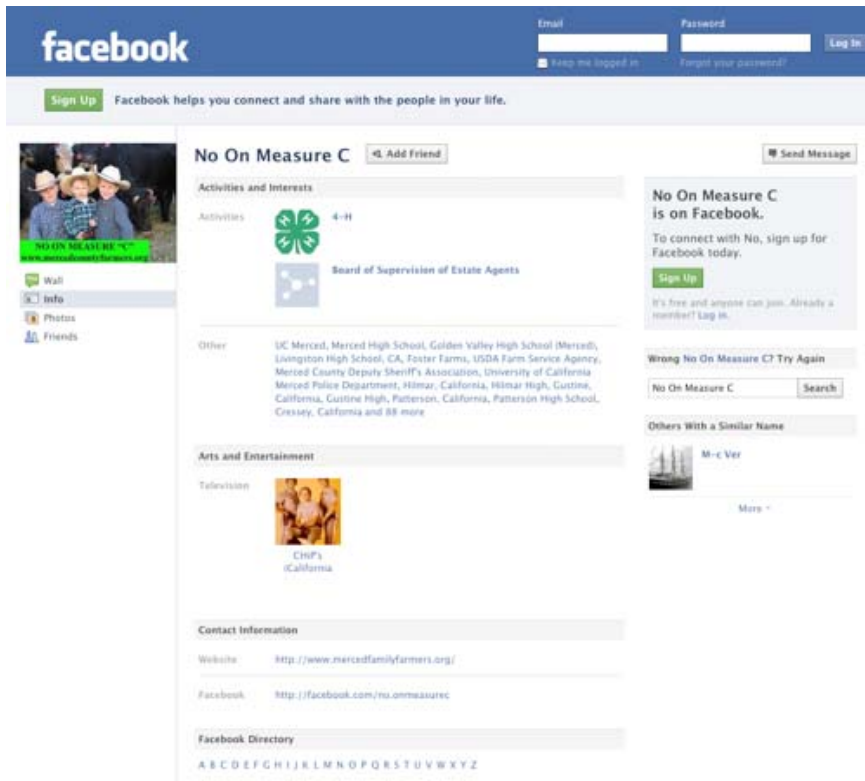 facebook
Email
Password
Log In
Keep me logged in
Forgot your password?
Sign Up
Facebook helps you connect and share with the people in your life.
NO ON MEASURE "C"
www.mercedcountyfarmers.org
Wall
Info
Photos
Friends
No On Measure C
Add Friend
Send Message
Activities and Interests
Activities
4-H
Board of Supervision of Estate Agents
Other
UC Merced, Merced High School, Golden Valley High School (Merced),
Livingston High School, CA, Foster Farms, USDA Farm Service Agency,
Merced County Deputy Sheriff's Association, University of California
Merced Police Department, Hilmar, California, Hilmar High, Gustine,
California, Gustine High, Patterson, California, Patterson High School,
Cressey, California and 88 more
Arts and Entertainment
Television
CHiP's
(California
Contact Information
Website
http://www.mercedfamilyfarmers.org/
Facebook
http://facebook.com/no.onmeasurec
Facebook Directory
A B C D E F G H I J K L M N O P Q R S T U V W X Y Z
No On Measure C
is on Facebook.
To connect with No, sign up for
Facebook today.
Sign Up
It's free and anyone can join. Already a
member? Log in.
Wrong No On Measure C? Try Again
No On Measure C
Search
Others With a Similar Name
M-c Ver
More